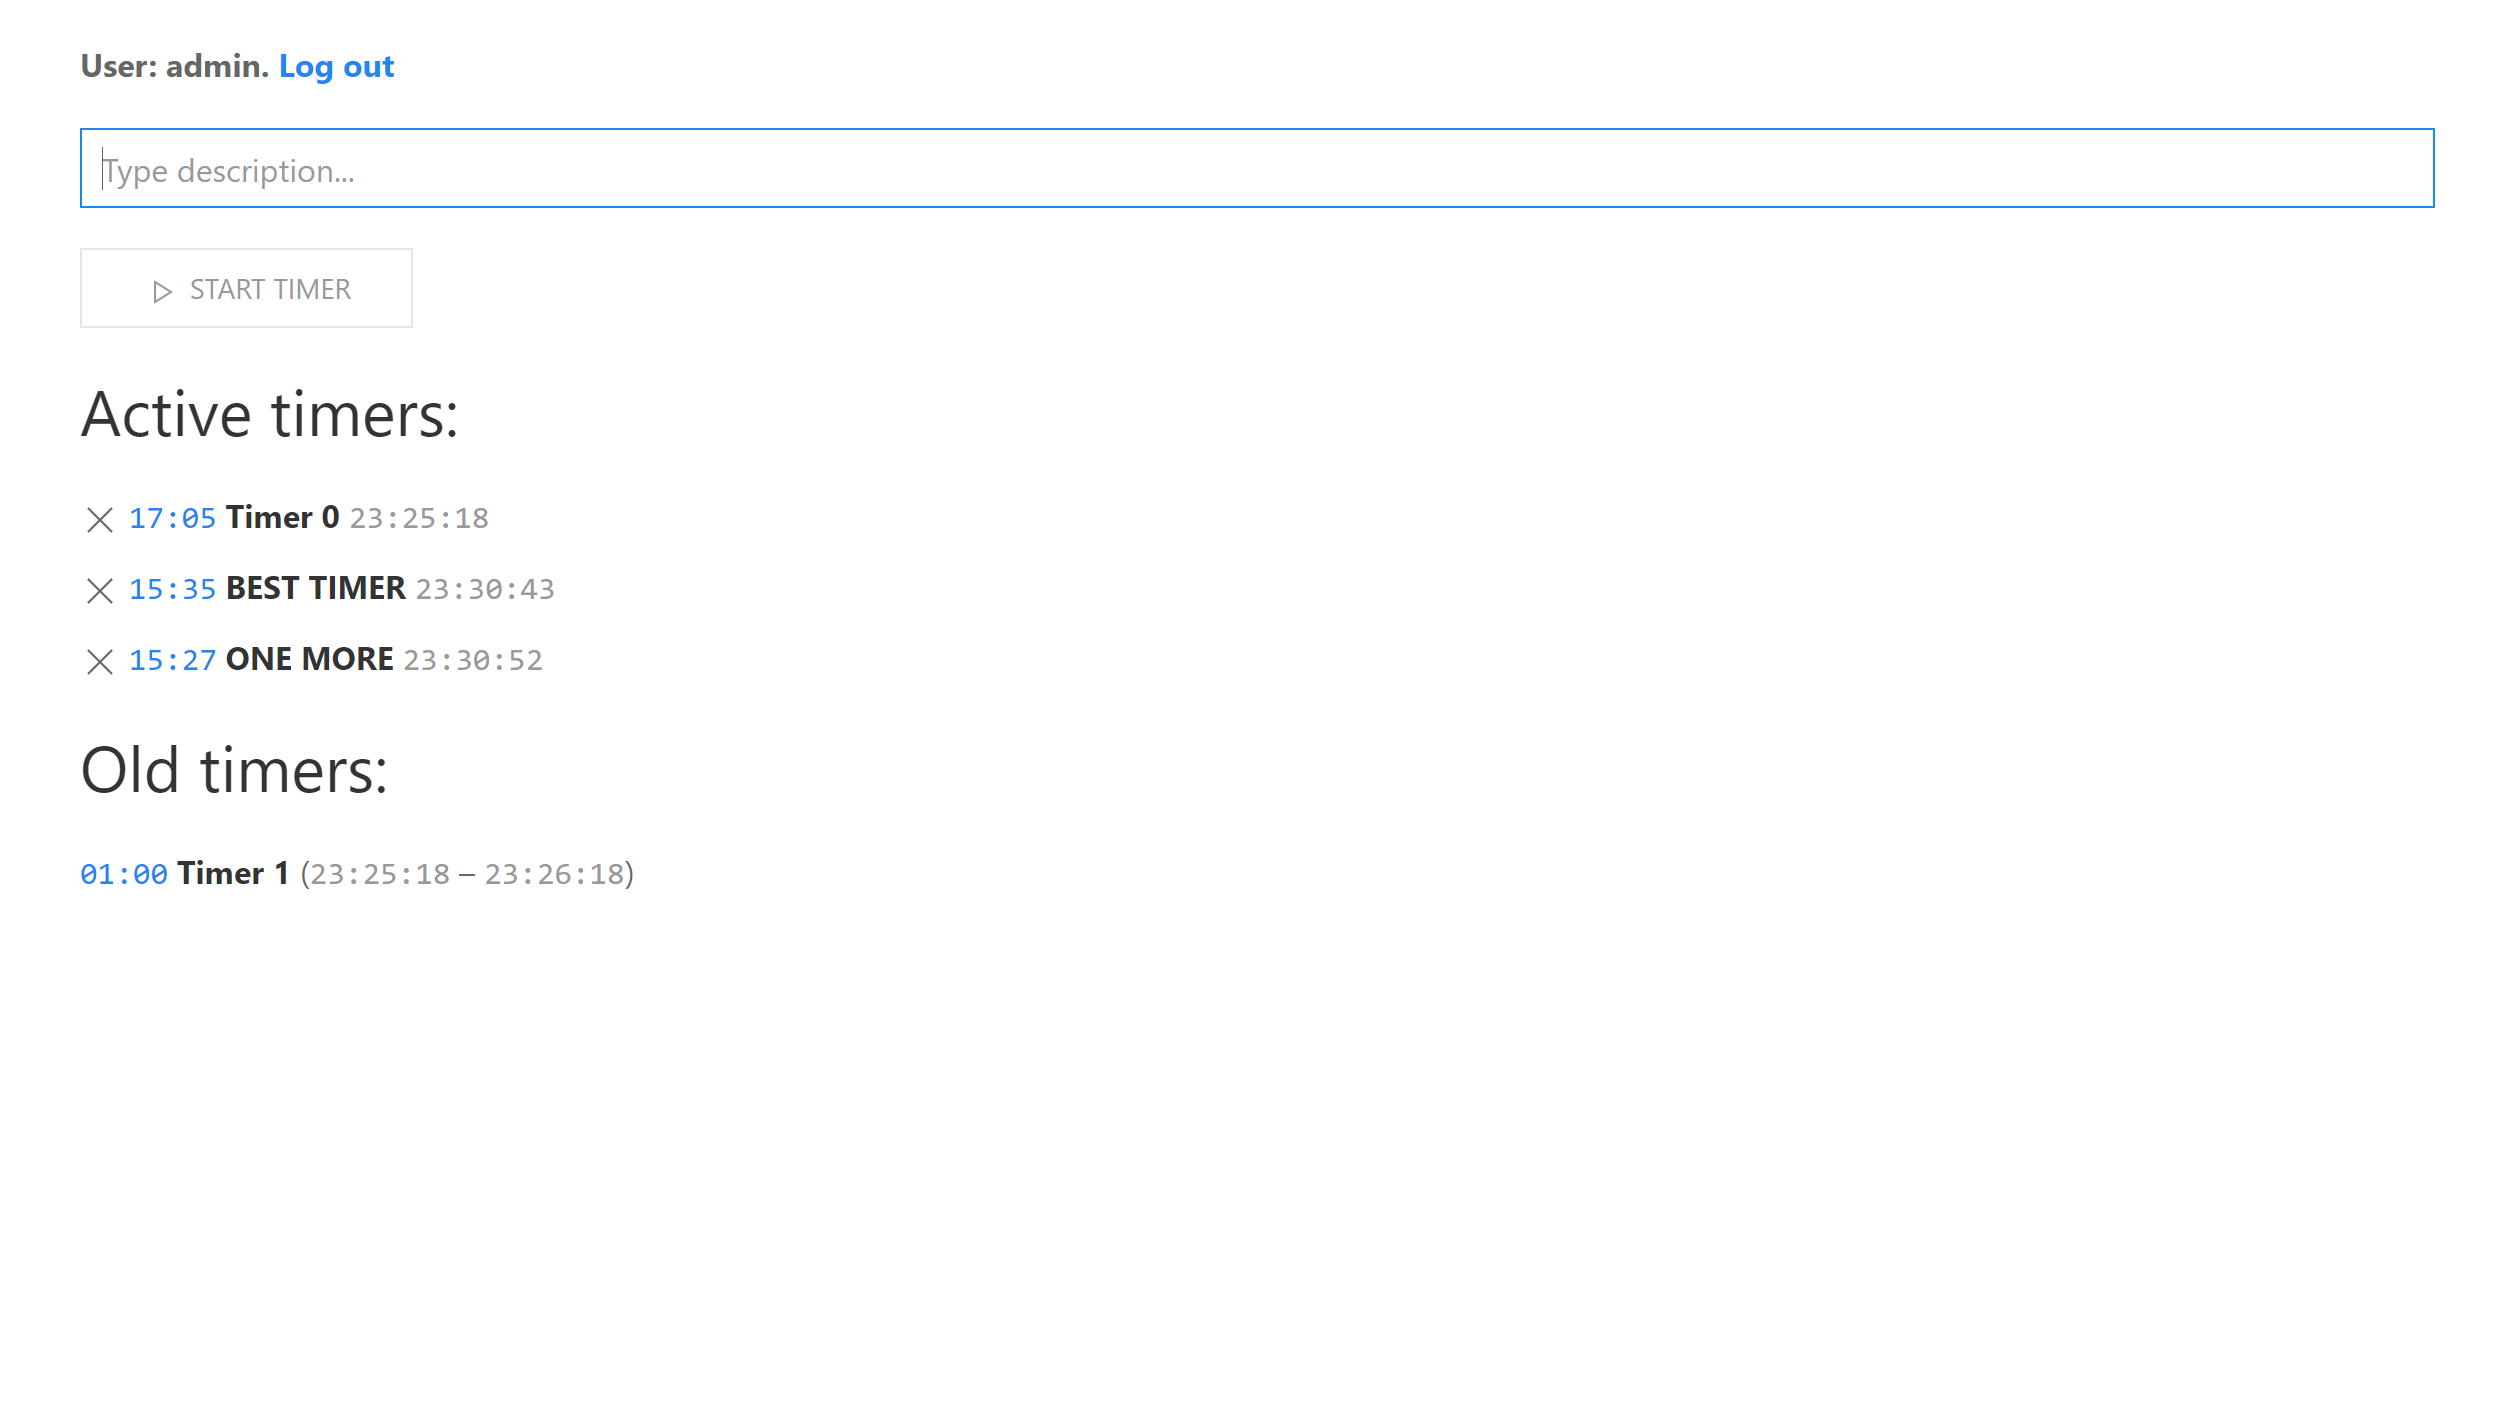 User: admin. Log out
Type description...
START TIMER
Active timers:
17:05 Timer 0 23:25:18
15:35 BEST TIMER 23:30:43
15:27 ONE MORE 23:30:52
Old timers:
01:00 Timer 1 (23:25:18 – 23:26:18)